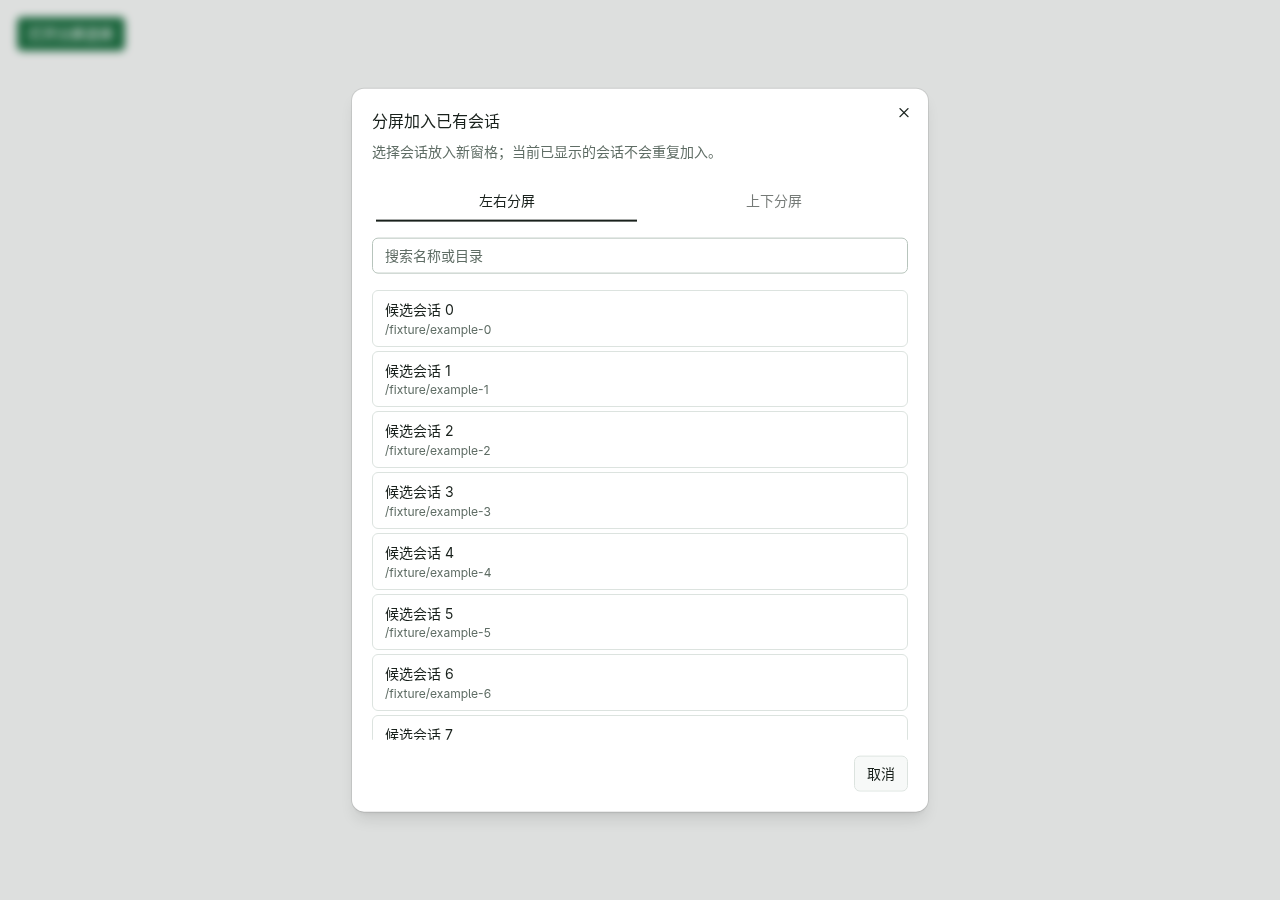 分屏加入已有会话
选择会话放入新窗格；当前已显示的会话不会重复加入。
左右分屏
上下分屏
搜索名称或目录
候选会话 0
/fixture/example-0
候选会话 1
/fixture/example-1
候选会话 2
/fixture/example-2
候选会话 3
/fixture/example-3
候选会话 4
/fixture/example-4
候选会话 5
/fixture/example-5
候选会话 6
/fixture/example-6
候选会话 7
取消